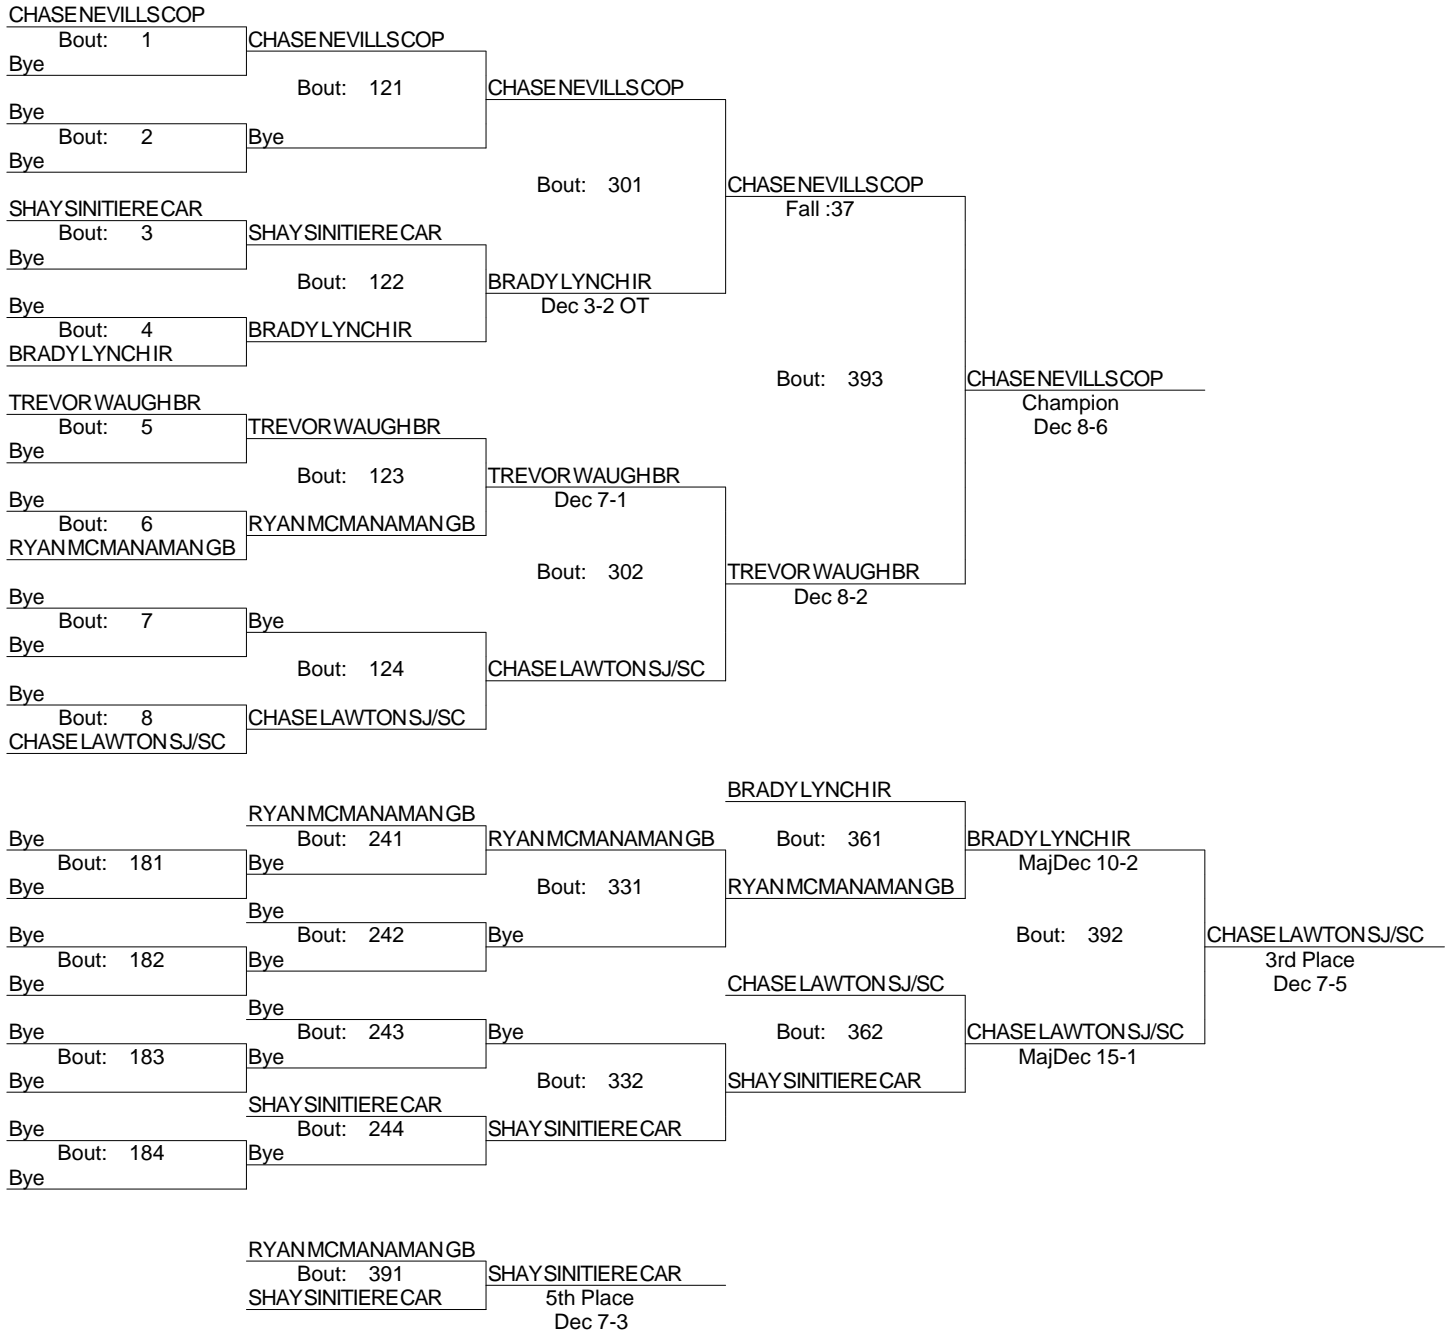 CHASE NEVILLS COP
Bout: 1
CHASE NEVILLS COP
Bye
Bout: 121
CHASE NEVILLS COP
Bye
Bout: 2
Bye
Bye
Bout: 301
CHASE NEVILLS COP
Fall :37
SHAY SINITIERE CAR
Bout: 3
SHAY SINITIERE CAR
Bye
Bout: 122
BRADY LYNCH IR
Dec 3-2 OT
Bye
Bout: 4
BRADY LYNCH IR
BRADY LYNCH IR
Bout: 393
CHASE NEVILLS COP
Champion
Dec 8-6
TREVOR WAUGH BR
Bout: 5
TREVOR WAUGH BR
Bye
Bout: 123
TREVOR WAUGH BR
Dec 7-1
Bye
Bout: 6
RYAN MCMANAMAN GB
RYAN MCMANAMAN GB
Bout: 302
TREVOR WAUGH BR
Dec 8-2
Bye
Bout: 7
Bye
Bye
Bout: 124
CHASE LAWTON SJ/SC
Bye
Bout: 8
CHASE LAWTON SJ/SC
CHASE LAWTON SJ/SC
BRADY LYNCH IR
RYAN MCMANAMAN GB
Bye
Bout: 241
RYAN MCMANAMAN GB
Bout: 361
BRADY LYNCH IR
Bout: 181
Bye
MajDec 10-2
Bye
Bout: 331
RYAN MCMANAMAN GB
Bye
Bye
Bout: 242
Bye
Bout: 392
CHASE LAWTON SJ/SC
Bout: 182
Bye
3rd Place
Bye
CHASE LAWTON SJ/SC
Dec 7-5
Bye
Bye
Bout: 243
Bye
Bout: 362
CHASE LAWTON SJ/SC
Bout: 183
Bye
MajDec 15-1
Bye
Bout: 332
SHAY SINITIERE CAR
SHAY SINITIERE CAR
Bye
Bout: 244
SHAY SINITIERE CAR
Bout: 184
Bye
Bye
RYAN MCMANAMAN GB
Bout: 391
SHAY SINITIERE CAR
SHAY SINITIERE CAR
5th Place
Dec 7-3